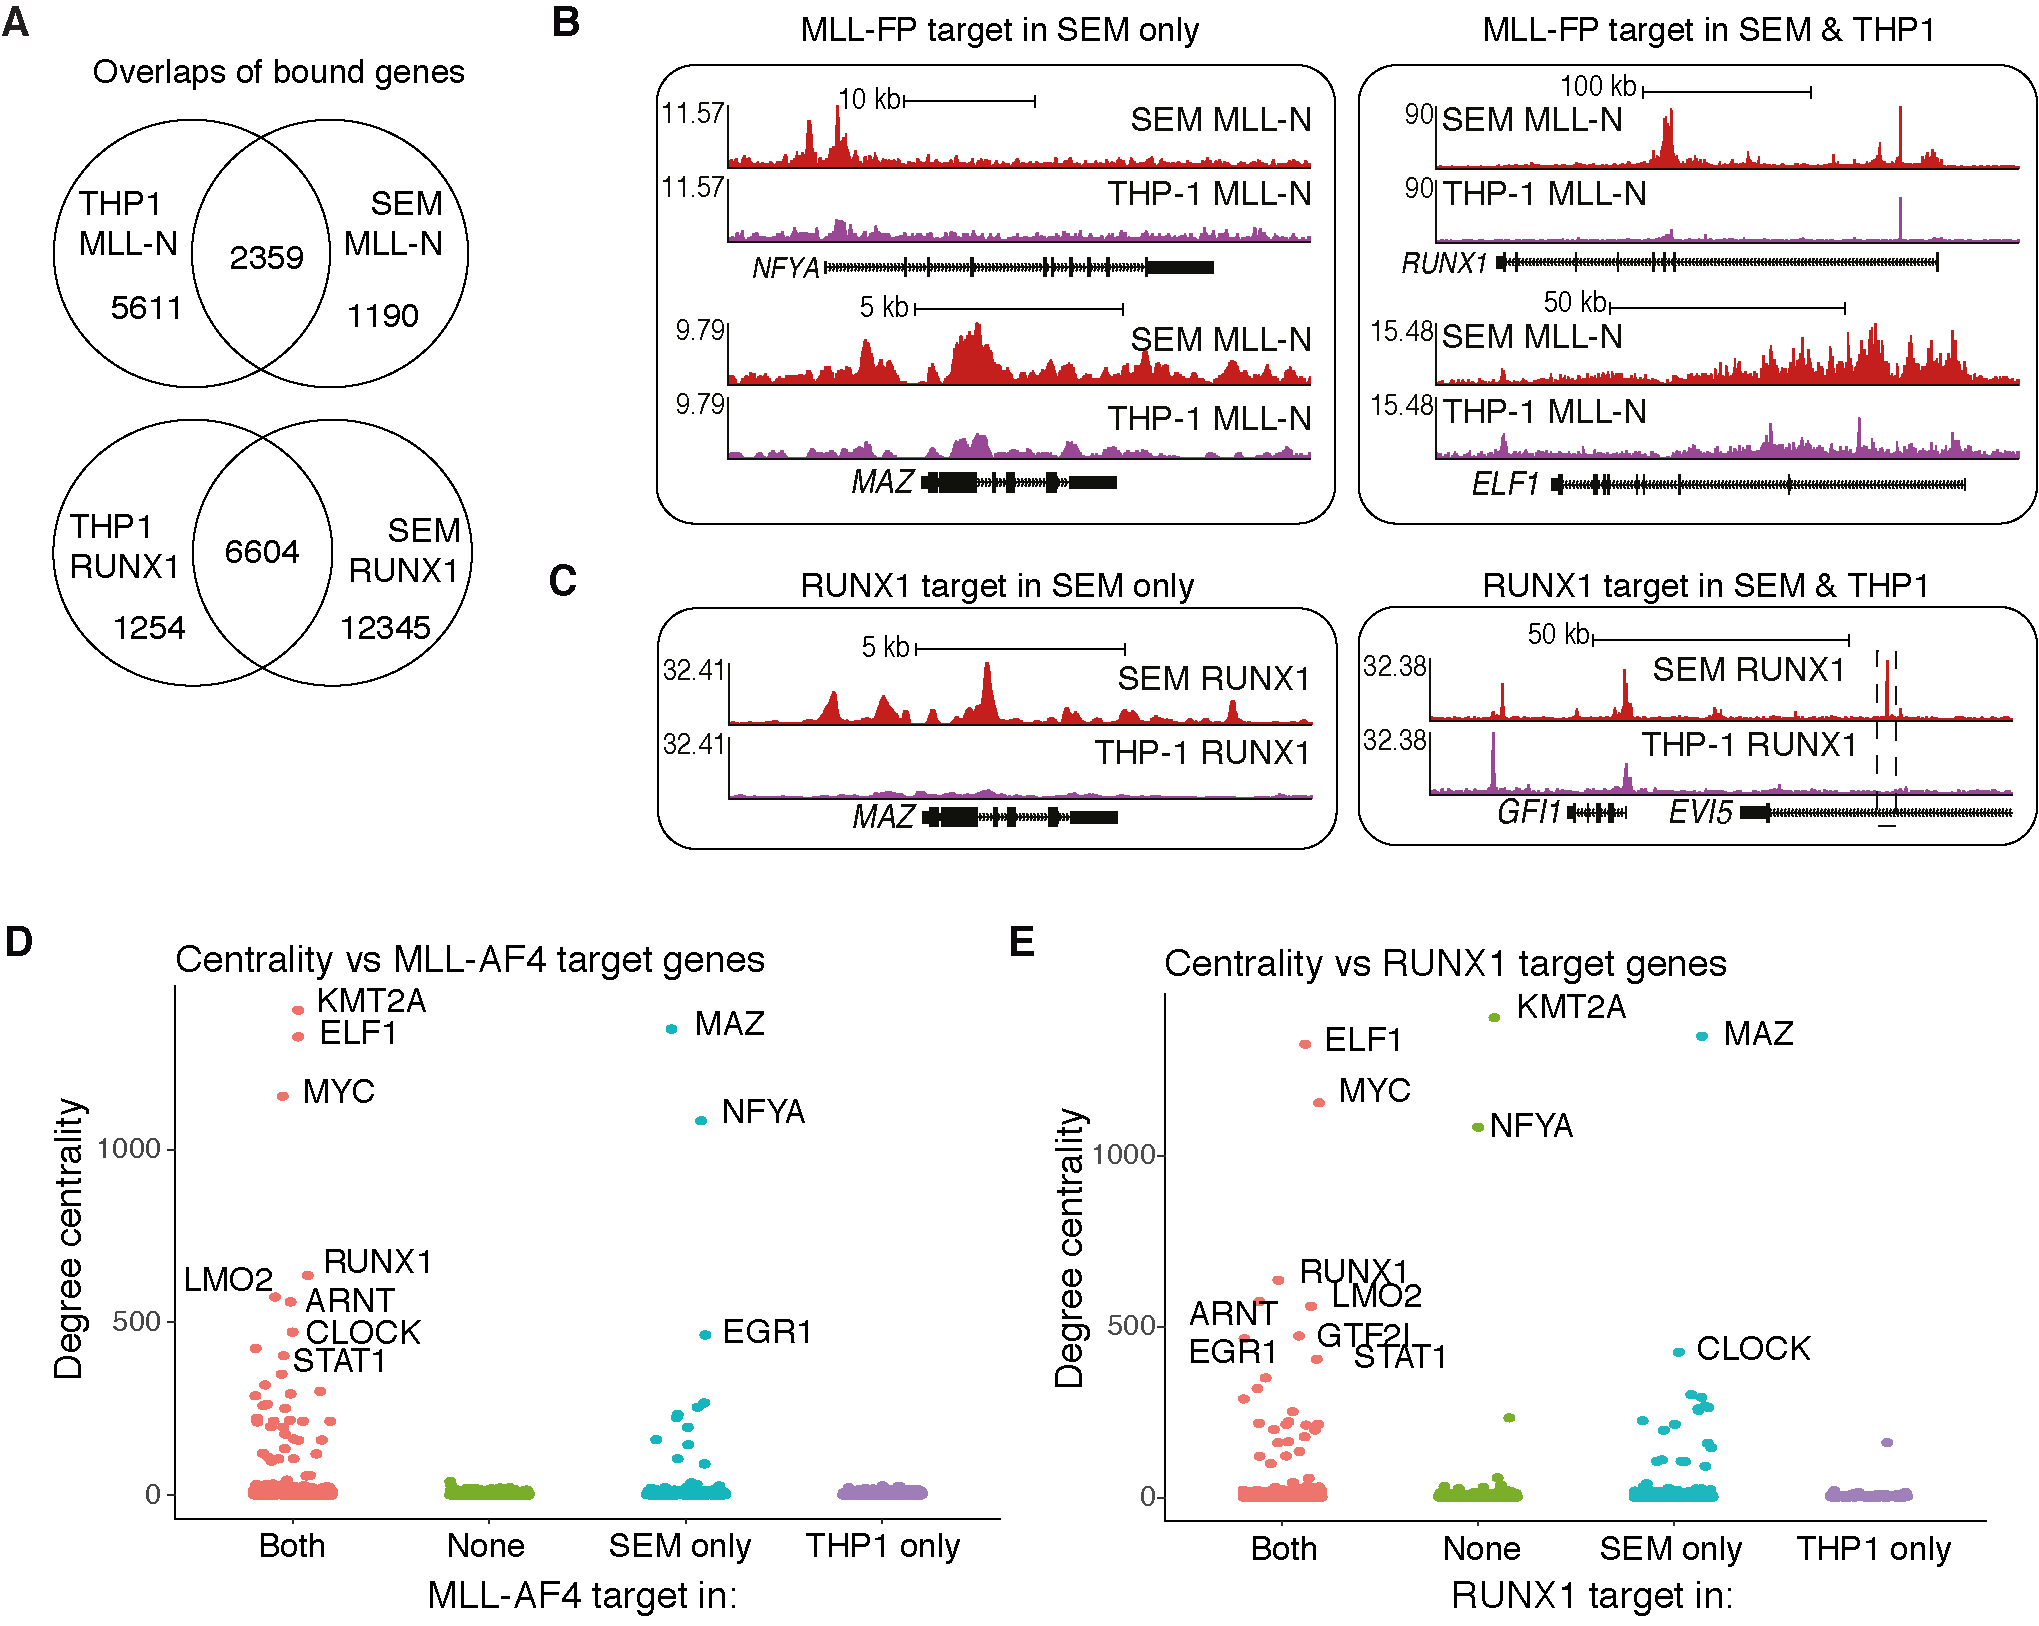 A
Overlaps of bound genes
THP1
MLL-N
5611
2359
SEM
MLL-N
1190
THP1
RUNX1
1254
6604
SEM
RUNX1
12345
B
MLL-FP target in SEM only
10 kb
11.57
SEM MLL-N
11.57
THP-1 MLL-N
NFYA
5 kb
9.79
SEM MLL-N
9.79
THP-1 MLL-N
MAZ
MLL-FP target in SEM & THP1
100 kb
90
SEM MLL-N
90
THP-1 MLL-N
RUNX1
50 kb
15.48
SEM MLL-N
15.48
THP-1 MLL-N
ELF1
C
RUNX1 target in SEM only
5 kb
32.41
SEM RUNX1
32.41
THP-1 RUNX1
MAZ
RUNX1 target in SEM & THP1
50 kb
32.38
SEM RUNX1
32.38
THP-1 RUNX1
GFI1
EVI5
D
Centrality vs MLL-AF4 target genes
Degree centrality
1000
500
0
KMT2A
ELF1
MYC
RUNX1
LMO2
ARNT
CLOCK
STAT1
MAZ
NFYA
EGR1
Both
None
SEM only
THP1 only
MLL-AF4 target in:
E
Centrality vs RUNX1 target genes
Degree centrality
1000
500
0
KMT2A
ELF1
MAZ
MYC
NFYA
RUNX1
LMO2
ARNT
GTF2I
EGR1
STAT1
CLOCK
Both
None
SEM only
THP1 only
RUNX1 target in: